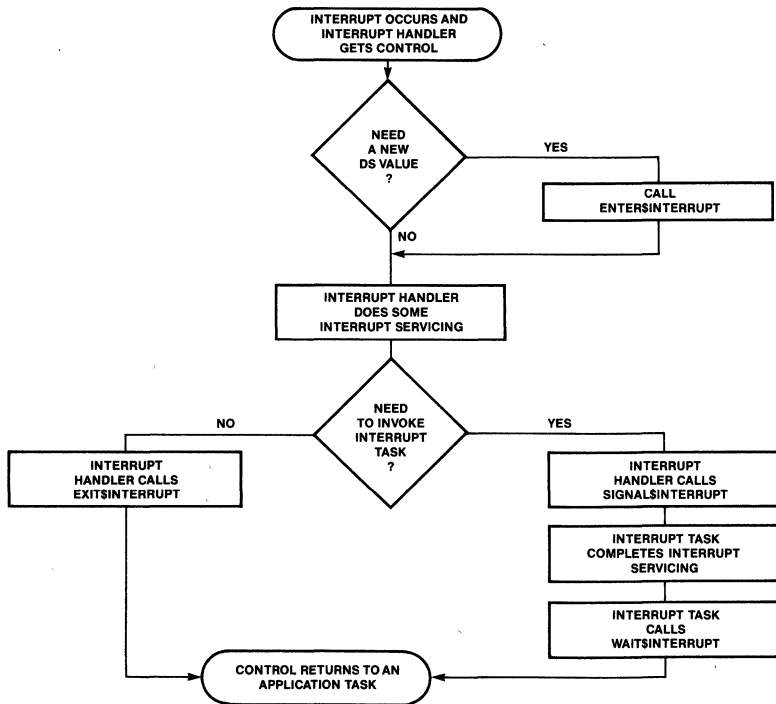 INTERRUPT OCCURS AND
INTERRUPT HANDLER
GETS CONTROL
NEED
A NEW
DS VALUE
?
YES
CALL
ENTER$INTERRUPT
NO
INTERRUPT HANDLER
DOES SOME
INTERRUPT SERVICING
NEED
TO INVOKE
INTERRUPT
TASK
?
NO
YES
INTERRUPT
HANDLER CALLS
EXIT$INTERRUPT
INTERRUPT
HANDLER CALLS
SIGNAL$INTERRUPT
INTERRUPT TASK
COMPLETES INTERRUPT
SERVICING
INTERRUPT TASK
CALLS
WAIT$INTERRUPT
CONTROL RETURNS TO AN
APPLICATION TASK